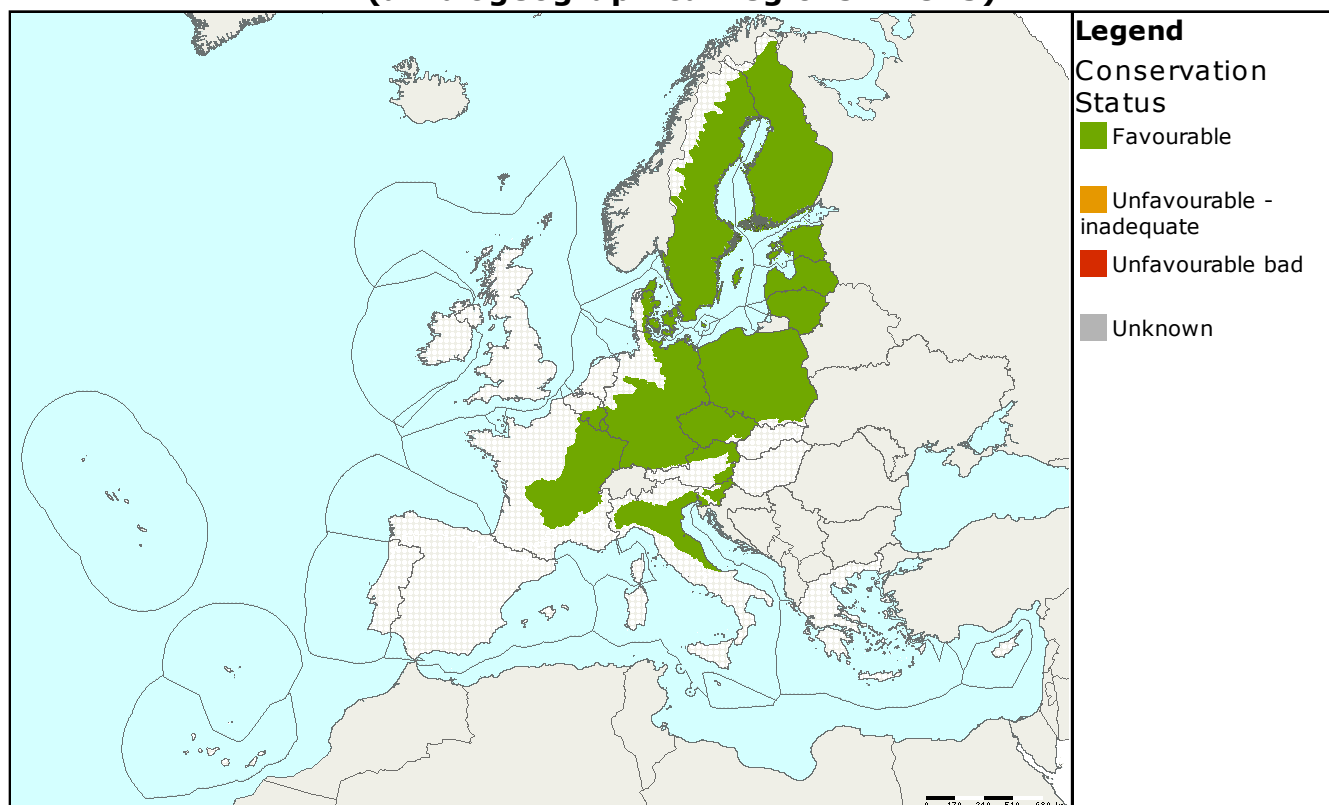 Legend
Conservation
Status
Favourable
Unfavourable -
inadequate
Unfavourable bad
Unknown